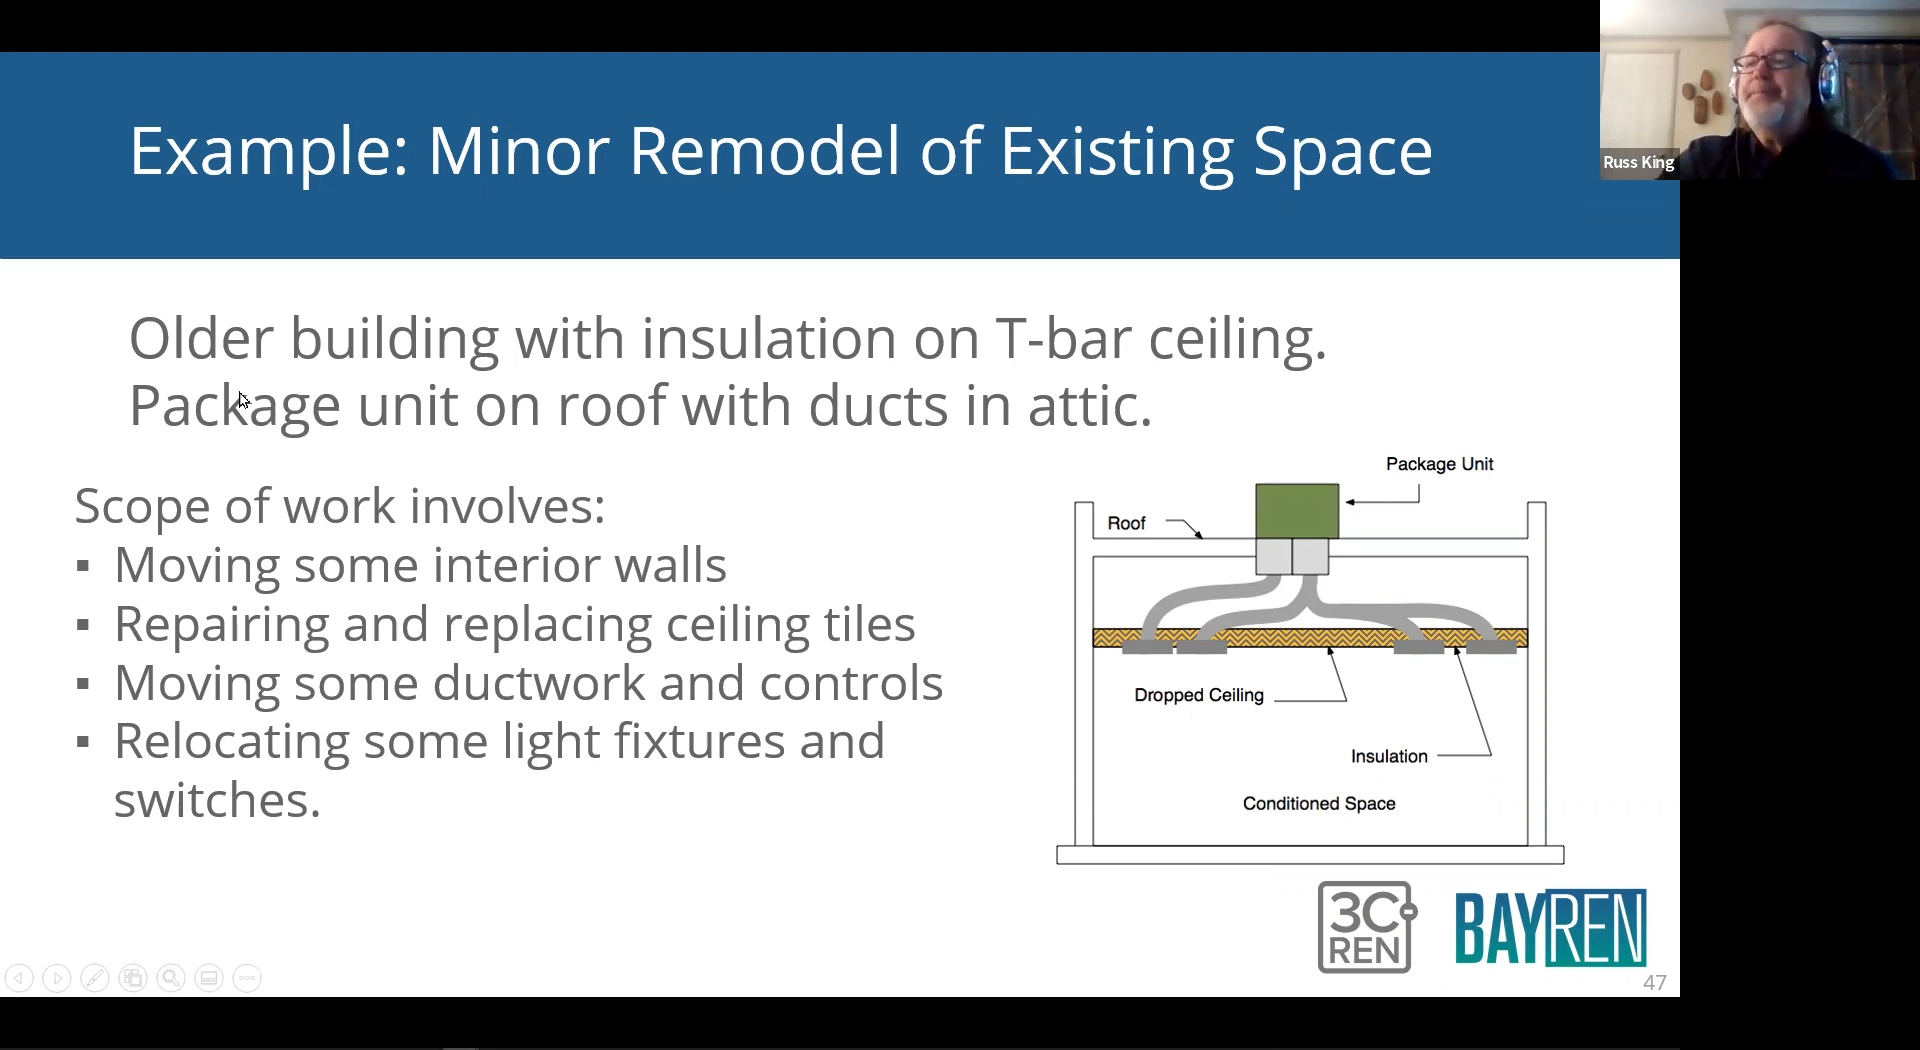 Example: Minor Remodel of Existing Space
Russ King
Older building with insulation on T-bar ceiling.
Package unit on roof with ducts in attic.
Scope of work involves:
▪ Moving some interior walls
▪ Repairing and replacing ceiling tiles
▪ Moving some ductwork and controls
▪ Relocating some light fixtures and
switches.
Package Unit
Roof
Dropped Ceiling
Insulation
Conditioned Space
3C-
REN
BAYREN
47